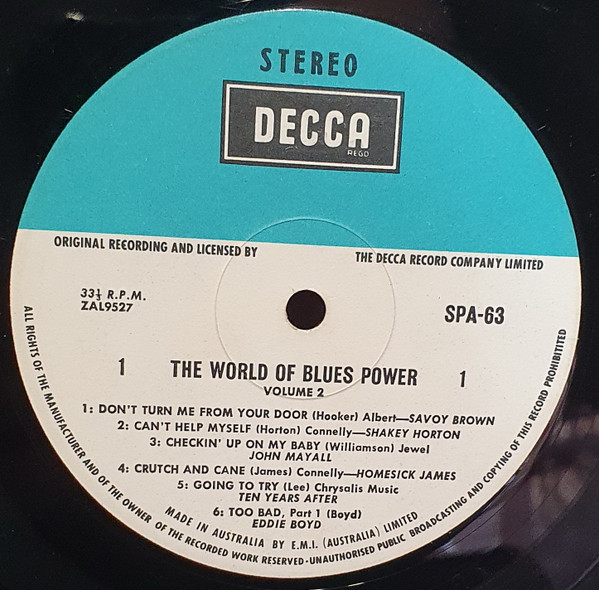 STEREO
DECCA
REGD
ORIGINAL RECORDING AND LICENSED BY THE DECCA RECORD COMPANY LIMITED
33⅓ R.P.M.
ZAL9527
SPA-63
1 THE WORLD OF BLUES POWER 1
VOLUME 2
1: DON'T TURN ME FROM YOUR DOOR (Hooker) Albert—SAVOY BROWN
2: CAN'T HELP MYSELF (Horton) Connelly—SHAKEY HORTON
3: CHECKIN' UP ON MY BABY (Williamson) Jewel
JOHN MAYALL
4: CRUTCH AND CANE (James) Connelly—HOMESICK JAMES
5: GOING TO TRY (Lee) Chrysalis Music
TEN YEARS AFTER
6: TOO BAD, Part 1 (Boyd)
EDDIE BOYD
MADE IN AUSTRALIA BY E.M.I. (AUSTRALIA) LIMITED
ALL RIGHTS OF THE MANUFACTURER AND OF THE OWNER OF THE RECORDED WORK RESERVED·UNAUTHORISED PUBLIC BROADCASTING AND COPYING OF THIS RECORD PROHIBITITED